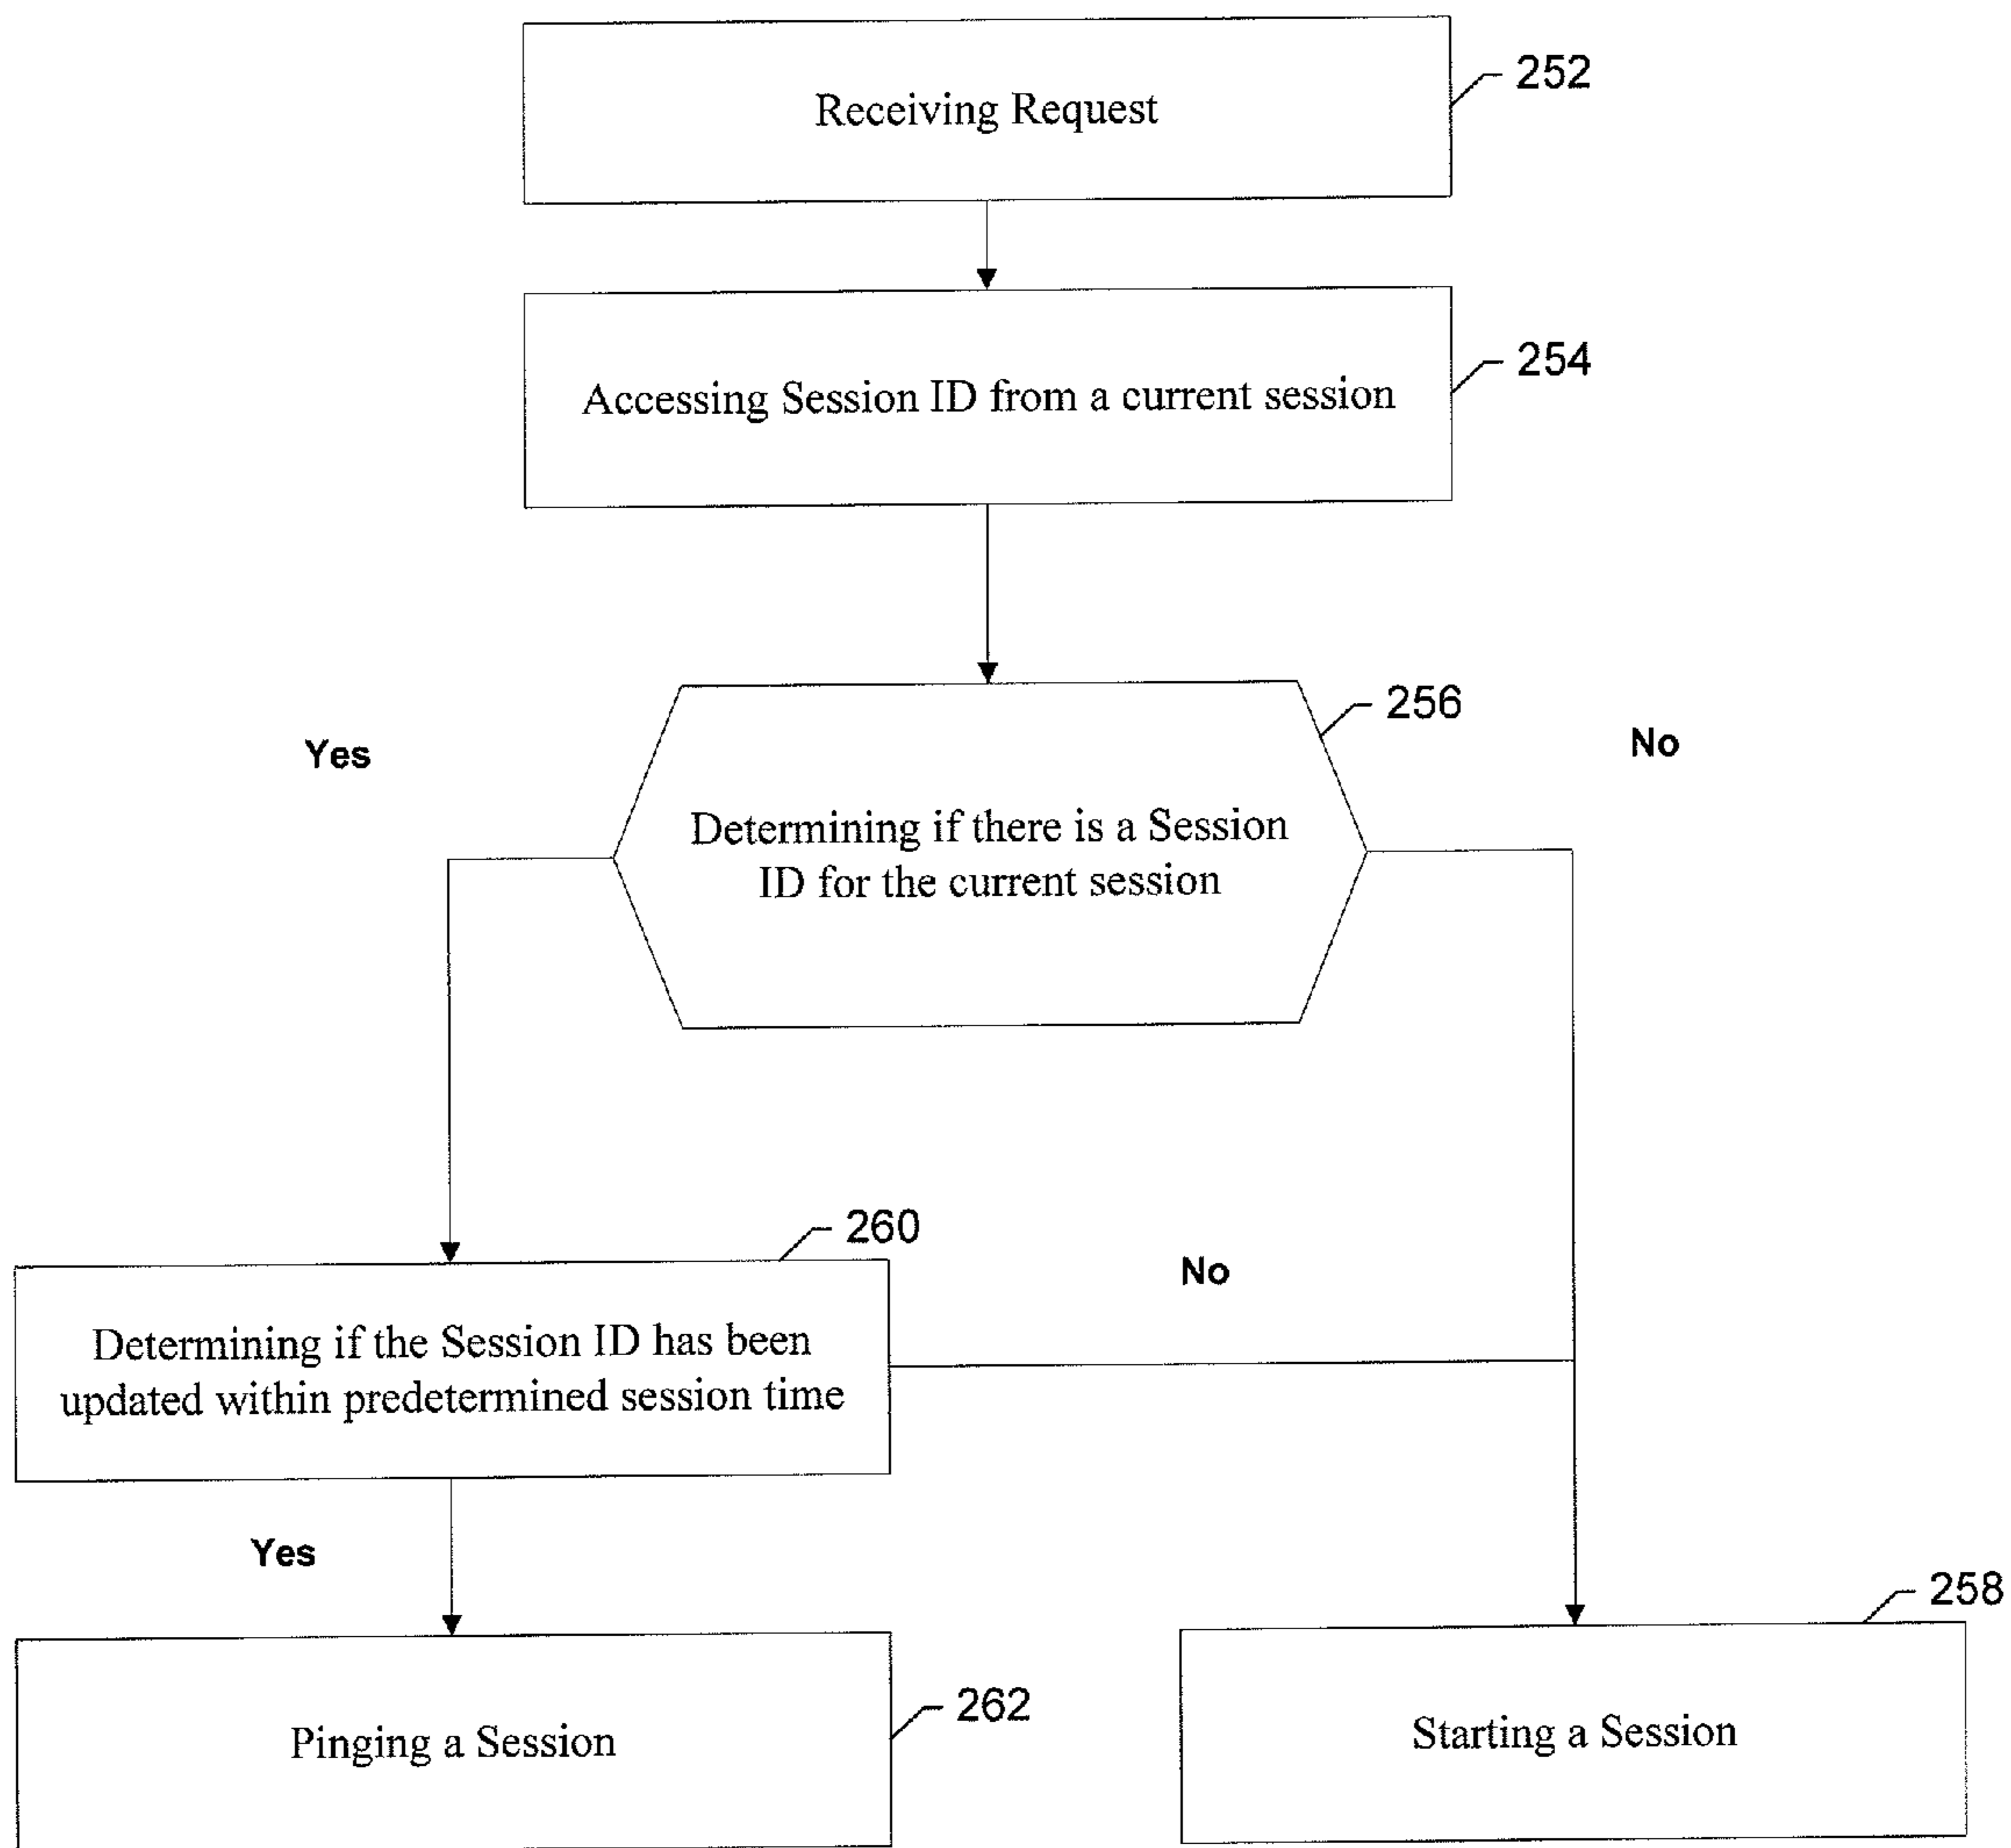 252
Receiving Request
254
Accessing Session ID from a current session
256
Yes
No
Determining if there is a Session
ID for the current session
260
No
Determining if the Session ID has been
updated within predetermined session time
Yes
258
262
Pinging a Session
Starting a Session